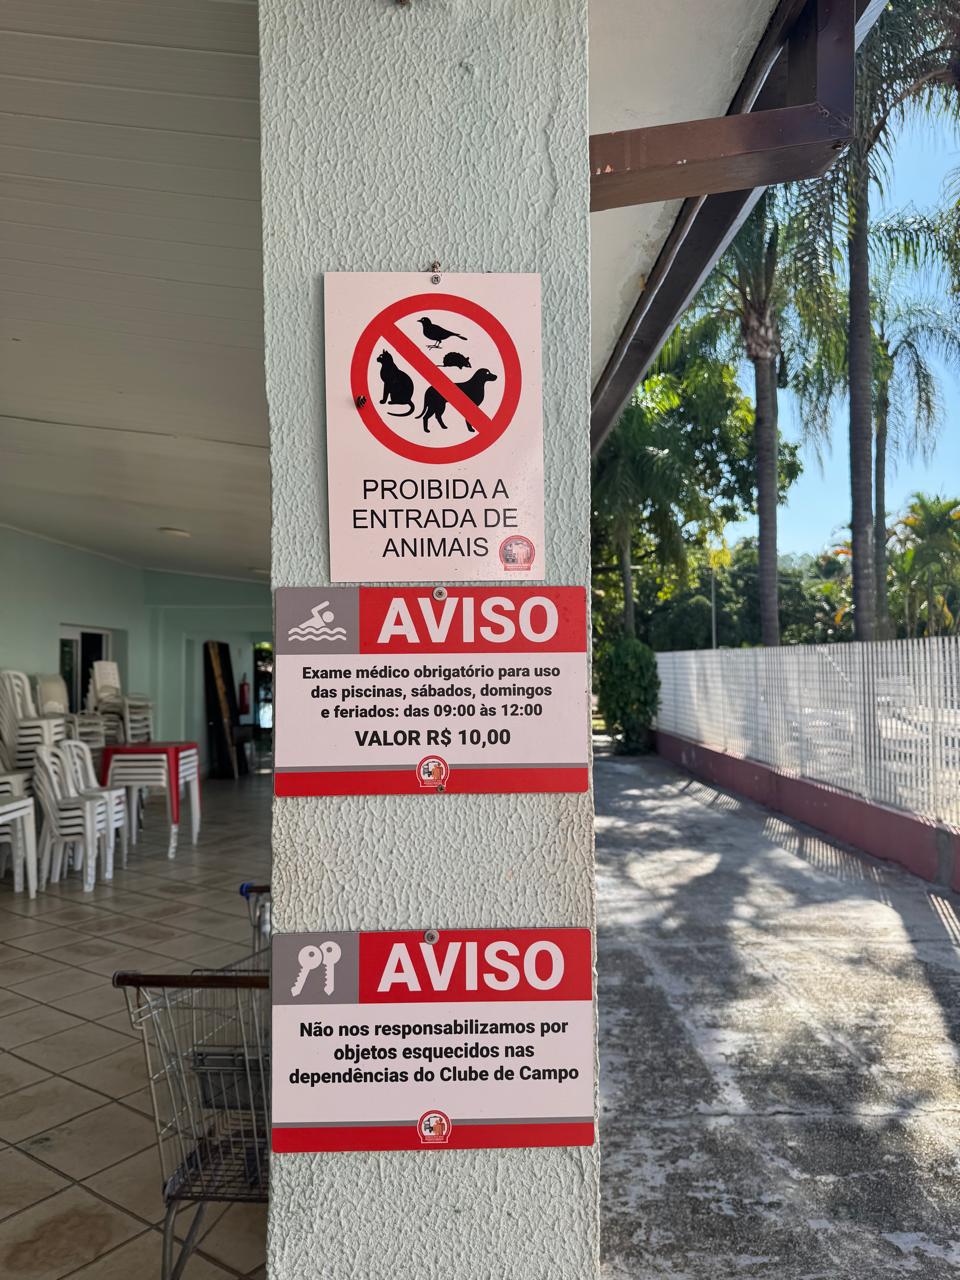 PROIBIDA A
ENTRADA DE
ANIMAIS
AVISO
Exame médico obrigatório para uso
das piscinas, sábados, domingos
e feriados: das 09:00 às 12:00
VALOR R$ 10,00
AVISO
Não nos responsabilizamos por
objetos esquecidos nas
dependências do Clube de Campo